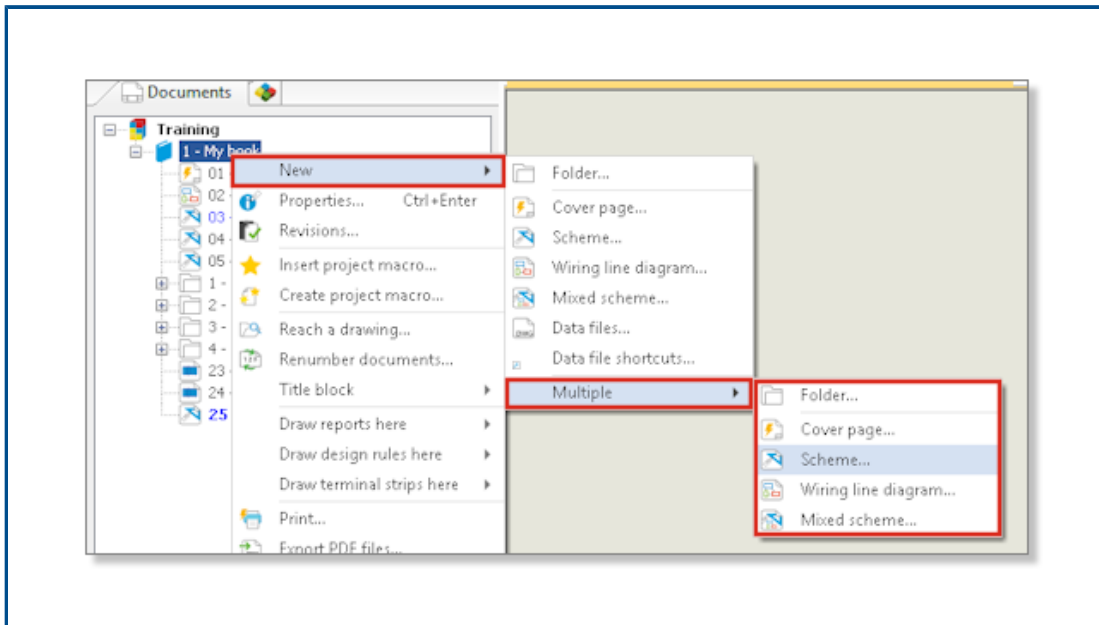 Documents
Training
1 - My book
01
02 -
03 -
04 -
05 -
1 -
2 -
3 -
4 -
23
24
25
New
Properties... Ctrl+Enter
Revisions...
Insert project macro...
Create project macro...
Reach a drawing...
Renumber documents...
Title block
Draw reports here
Draw design rules here
Draw terminal strips here
Print...
Export PDF files...
Folder...
Cover page...
Scheme...
Wiring line diagram...
Mixed scheme...
Data files...
Data file shortcuts...
Multiple
Folder...
Cover page...
Scheme...
Wiring line diagram...
Mixed scheme...